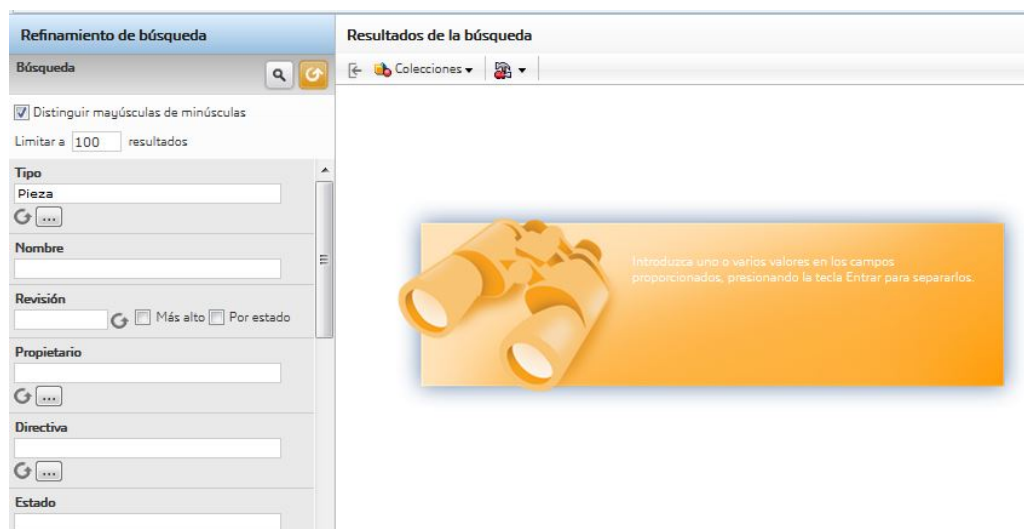 Refinamiento de búsqueda
Búsqueda
Distinguir mayúsculas de minúsculas
Limitar a 100 resultados
Tipo
Pieza
...
Nombre
Revisión
Más alto Por estado
Propietario
...
Directiva
...
Estado
Resultados de la búsqueda
Colecciones
Introduzca uno o varios valores en los campos
proporcionados, presionando la tecla Entrar para separarlos.